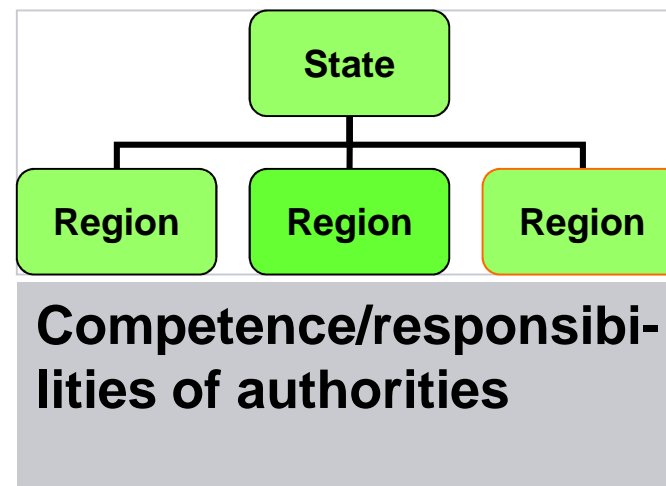 State
Region Region Region
Competence/responsibi-
lities of authorities